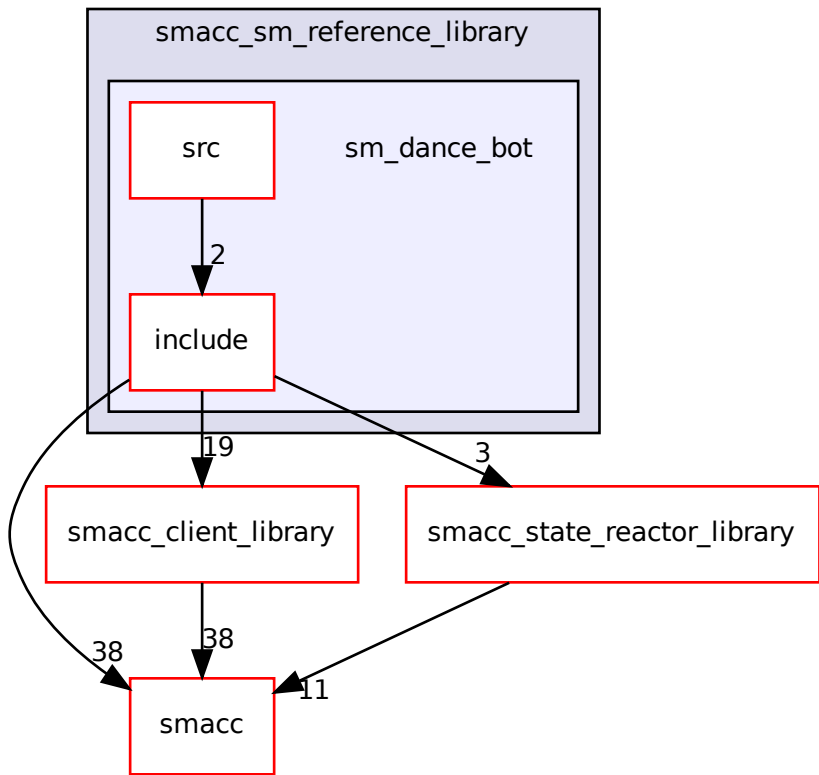 smacc_sm_reference_library
src
sm_dance_bot
2
include
19
3
smacc_client_library
smacc_state_reactor_library
38
38
11
smacc